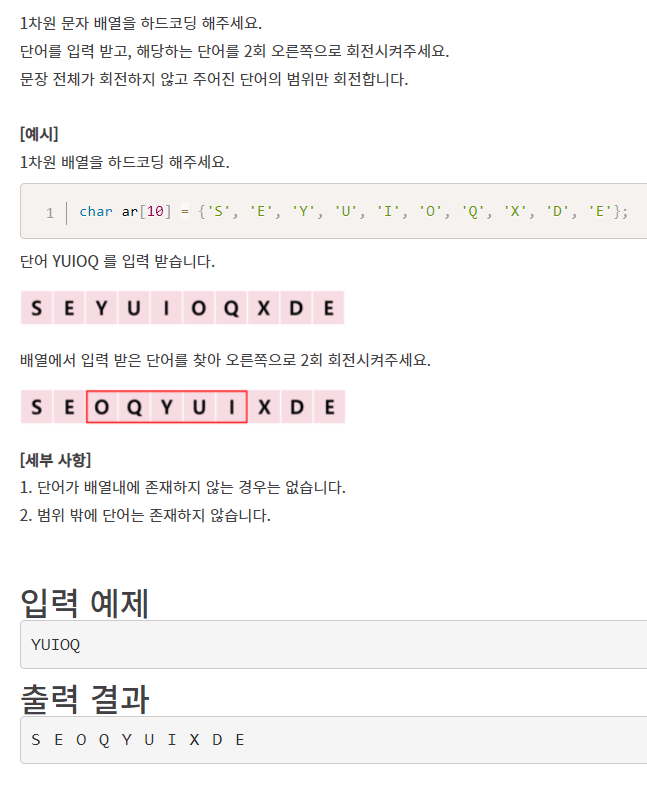 1차원 문자 배열을 하드코딩 해주세요.
단어를 입력 받고, 해당하는 단어를 2회 오른쪽으로 회전시켜주세요.
문장 전체가 회전하지 않고 주어진 단어의 범위만 회전합니다.
[예시]
1차원 배열을 하드코딩 해주세요.
1 char ar[10] = {'S', 'E', 'Y', 'U', 'I', 'O', 'Q', 'X', 'D', 'E'};
단어 YUIOQ 를 입력 받습니다.
S E Y U I O Q X D E
배열에서 입력 받은 단어를 찾아 오른쪽으로 2회 회전시켜주세요.
S E O Q Y U I X D E
[세부 사항]
1. 단어가 배열내에 존재하지 않는 경우는 없습니다.
2. 범위 밖에 단어는 존재하지 않습니다.
입력 예제
YUIOQ
출력 결과
S E O Q Y U I X D E